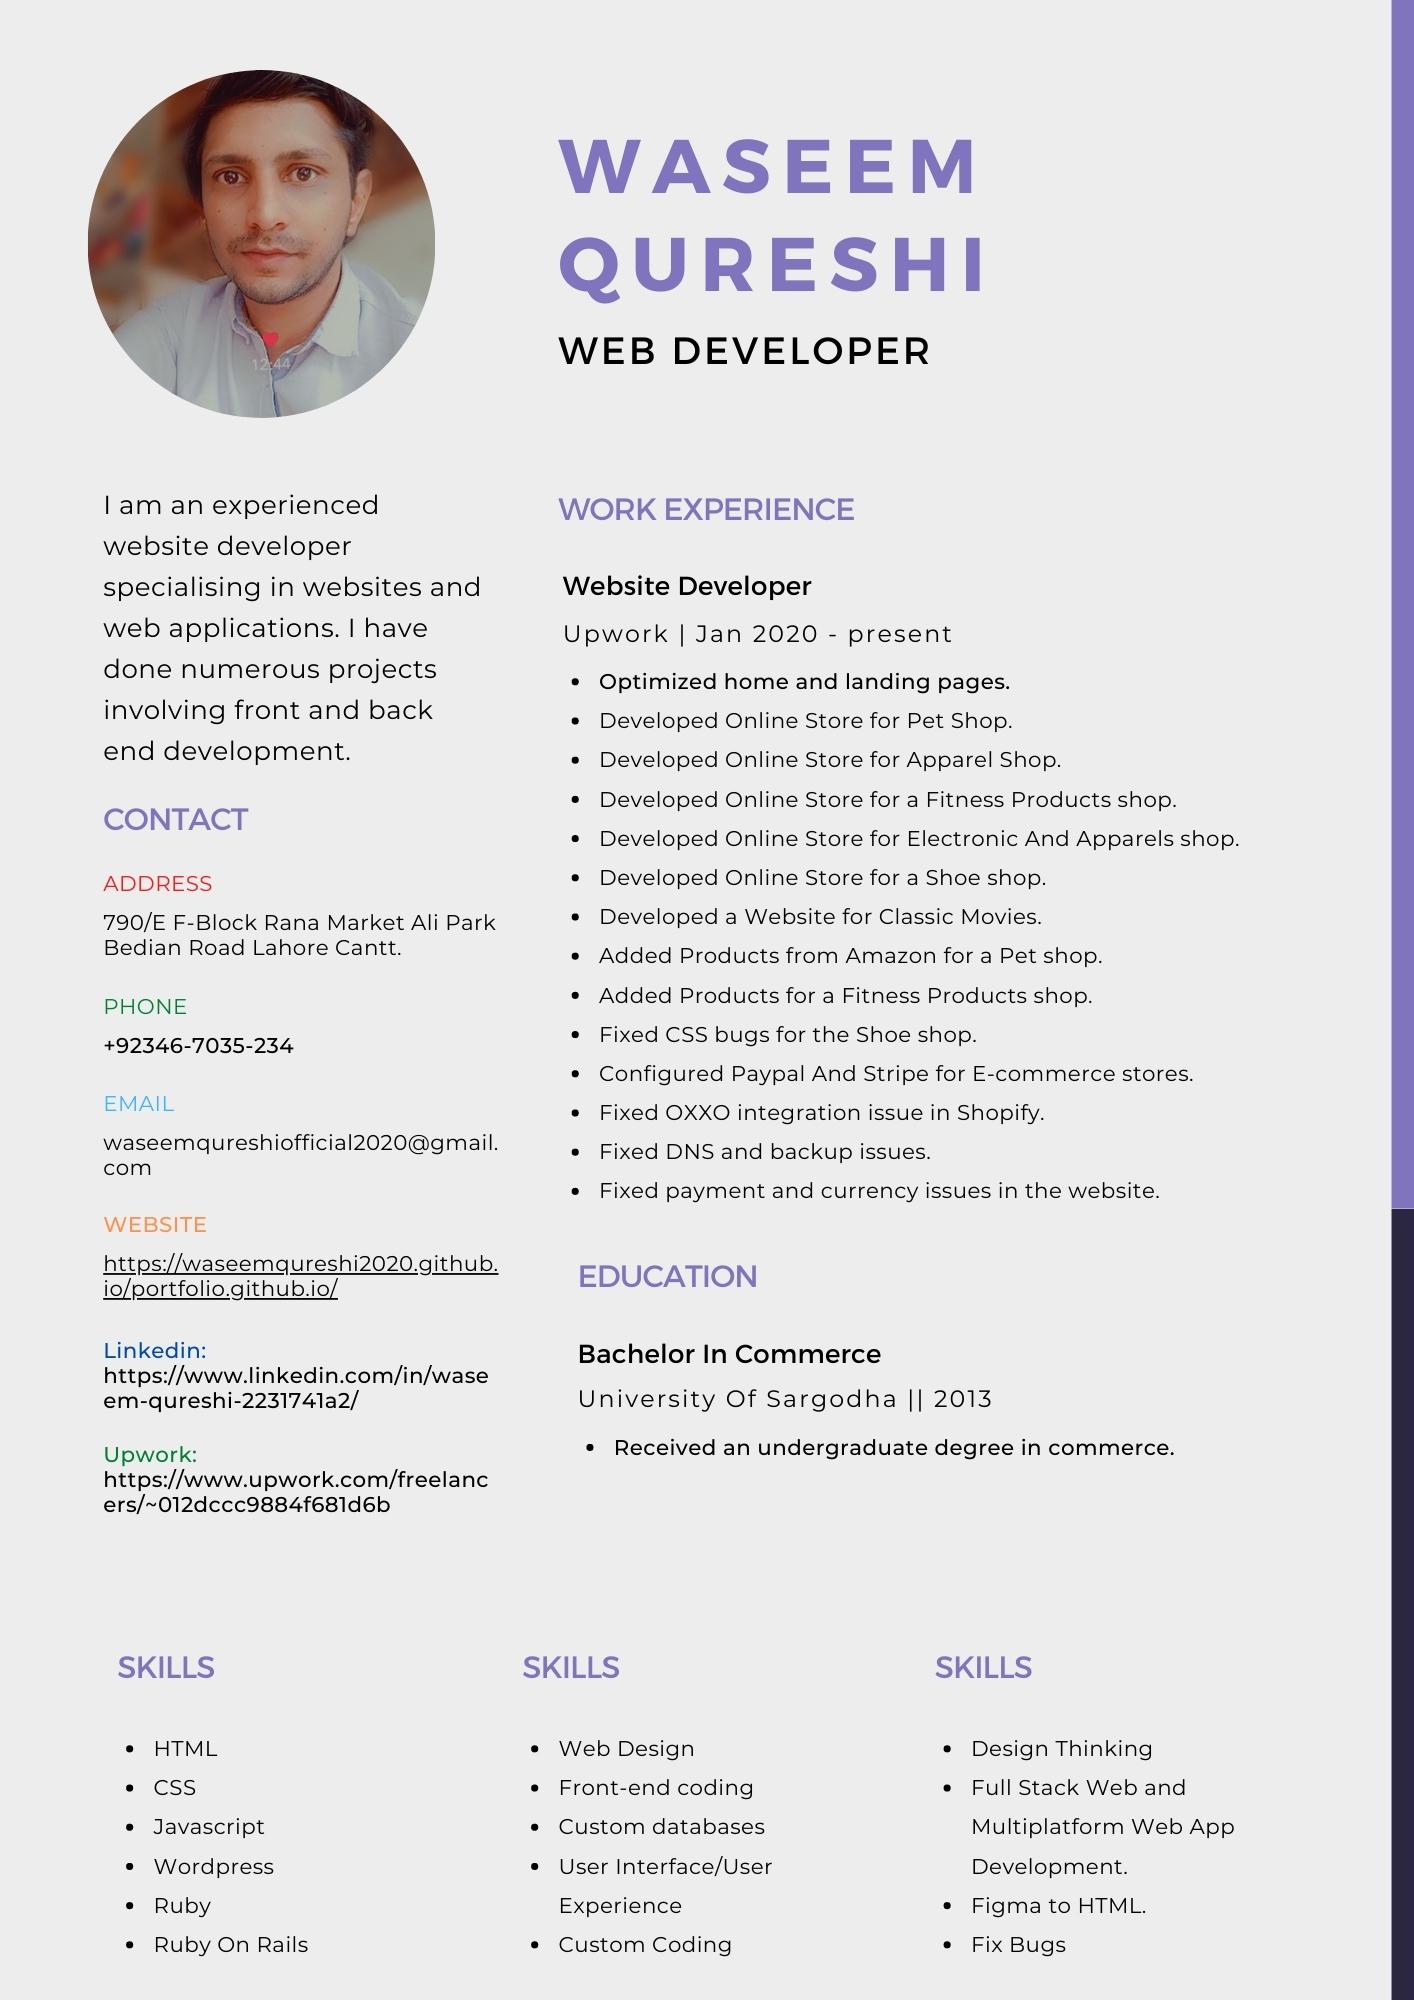 12:44
WASEEM
QURESHI
WEB DEVELOPER
I am an experienced
website developer
specialising in websites and
web applications. I have
done numerous projects
involving front and back
end development.
CONTACT
ADDRESS
790/E F-Block Rana Market Ali Park
Bedian Road Lahore Cantt.
PHONE
+92346-7035-234
EMAIL
waseemqureshiofficial2020@gmail.
com
WEBSITE
https://waseemqureshi2020.github.
io/portfolio.github.io/
Linkedin:
https://www.linkedin.com/in/wase
em-qureshi-2231741a2/
Upwork:
https://www.upwork.com/freelanc
ers/~012dccc9884f681d6b
WORK EXPERIENCE
Website Developer
Upwork | Jan 2020 - present
• Optimized home and landing pages.
• Developed Online Store for Pet Shop.
• Developed Online Store for Apparel Shop.
• Developed Online Store for a Fitness Products shop.
• Developed Online Store for Electronic And Apparels shop.
• Developed Online Store for a Shoe shop.
• Developed a Website for Classic Movies.
• Added Products from Amazon for a Pet shop.
• Added Products for a Fitness Products shop.
• Fixed CSS bugs for the Shoe shop.
• Configured Paypal And Stripe for E-commerce stores.
• Fixed OXXO integration issue in Shopify.
• Fixed DNS and backup issues.
• Fixed payment and currency issues in the website.
EDUCATION
Bachelor In Commerce
University Of Sargodha || 2013
• Received an undergraduate degree in commerce.
SKILLS
• HTML
• CSS
• Javascript
• Wordpress
• Ruby
• Ruby On Rails
SKILLS
• Web Design
• Front-end coding
• Custom databases
• User Interface/User
Experience
• Custom Coding
SKILLS
• Design Thinking
• Full Stack Web and
Multiplatform Web App
Development.
• Figma to HTML.
• Fix Bugs